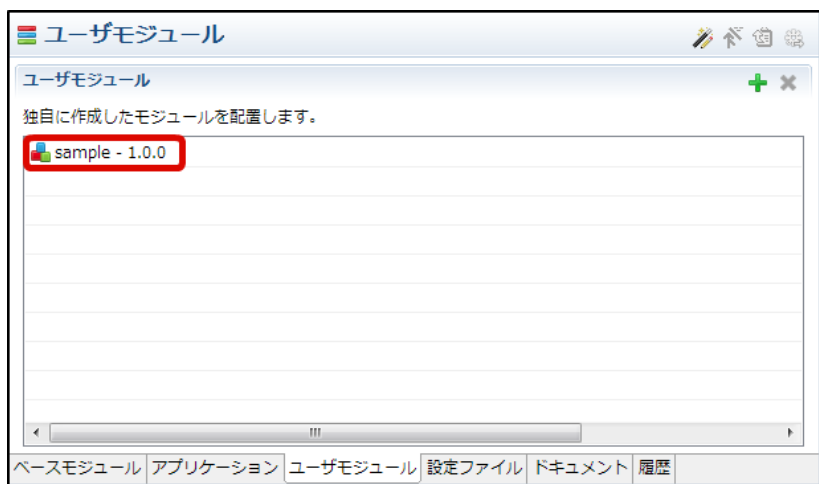 ユーザモジュール
ユーザモジュール
独自に作成したモジュールを配置します。
sample - 1.0.0
ベースモジュール アプリケーション ユーザモジュール 設定ファイル ドキュメント 履歴